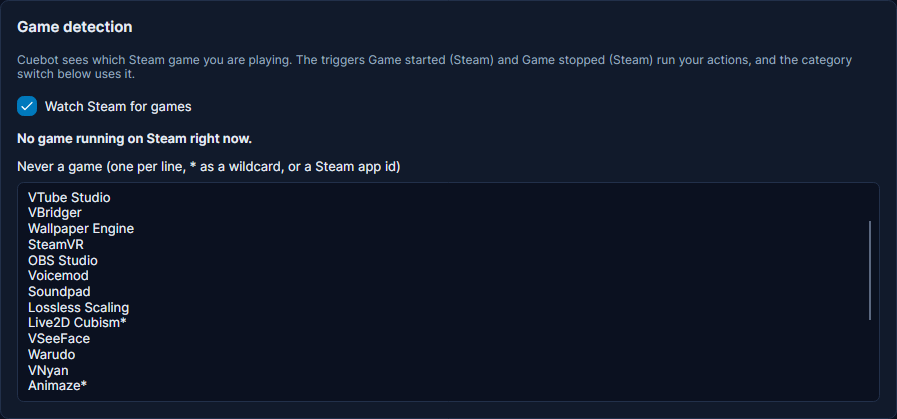 Game detection
Cuebot sees which Steam game you are playing. The triggers Game started (Steam) and Game stopped (Steam) run your actions, and the category
switch below uses it.
Watch Steam for games
No game running on Steam right now.
Never a game (one per line, * as a wildcard, or a Steam app id)
VTube Studio
VBridger
Wallpaper Engine
SteamVR
OBS Studio
Voicemod
Soundpad
Lossless Scaling
Live2D Cubism*
VSeeFace
Warudo
VNyan
Animaze*